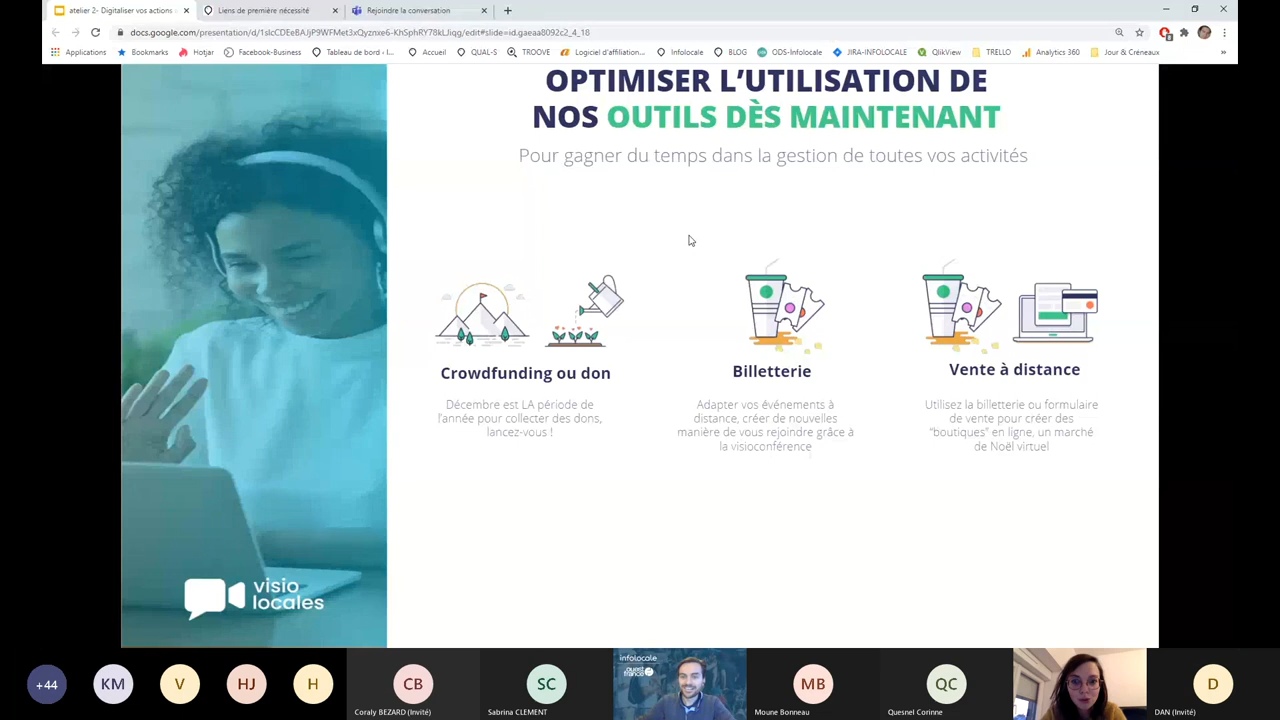 atelier 2- Digitaliser vos actions
Liens de première nécessité
Rejoindre la conversation
docs.google.com/presentation/d/1slcCDEeBAJjP9WFMet3xQyznxe6-KhSphRY78kLJiqg/edit#slide=id.gaeaa8092c2_4_18
Applications
Bookmarks
Hotjar
Facebook-Business
Tableau de bord ‹ I...
Accueil
QUAL-S
TROOVE
Logiciel d'affiliation...
Infolocale
BLOG
ODS-Infolocale
JIRA-INFOLOCALE
QlikView
TRELLO
Analytics 360
Jour & Créneaux
»
OPTIMISER L'UTILISATION DE
NOS OUTILS DÈS MAINTENANT
Pour gagner du temps dans la gestion de toutes vos activités
Crowdfunding ou don
Décembre est LA période de
l'année pour collecter des dons,
lancez-vous !
Billetterie
Adapter vos événements à
distance, créer de nouvelles
manière de vous rejoindre grâce à
la visioconférence
Vente à distance
Utilisez la billetterie ou formulaire
de vente pour créer des
"boutiques" en ligne, un marché
de Noël virtuel
visio
locales
+44
KM
V
HJ
H
CB
Coraly BEZARD (Invité)
SC
Sabrina CLEMENT
infolocale
ouest
france
MB
Moune Bonneau
QC
Quesnel Corinne
D
DAN (Invité)